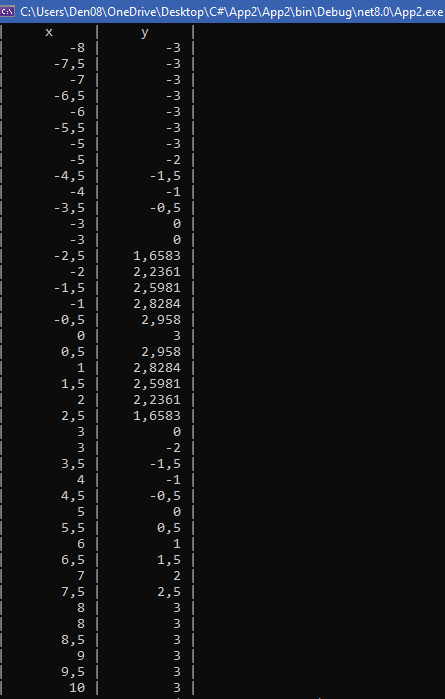 C:\Users\Den08\OneDrive\Desktop\C#\App2\App2\bin\Debug\net8.0\App2.exe
| x | y |
| -8 | -3 |
| -7,5 | -3 |
| -7 | -3 |
| -6,5 | -3 |
| -6 | -3 |
| -5,5 | -3 |
| -5 | -3 |
| -5 | -2 |
| -4,5 | -1,5 |
| -4 | -1 |
| -3,5 | -0,5 |
| -3 | 0 |
| -3 | 0 |
| -2,5 | 1,6583 |
| -2 | 2,2361 |
| -1,5 | 2,5981 |
| -1 | 2,8284 |
| -0,5 | 2,958 |
| 0 | 3 |
| 0,5 | 2,958 |
| 1 | 2,8284 |
| 1,5 | 2,5981 |
| 2 | 2,2361 |
| 2,5 | 1,6583 |
| 3 | 0 |
| 3 | -2 |
| 3,5 | -1,5 |
| 4 | -1 |
| 4,5 | -0,5 |
| 5 | 0 |
| 5,5 | 0,5 |
| 6 | 1 |
| 6,5 | 1,5 |
| 7 | 2 |
| 7,5 | 2,5 |
| 8 | 3 |
| 8 | 3 |
| 8,5 | 3 |
| 9 | 3 |
| 9,5 | 3 |
| 10 | 3 |